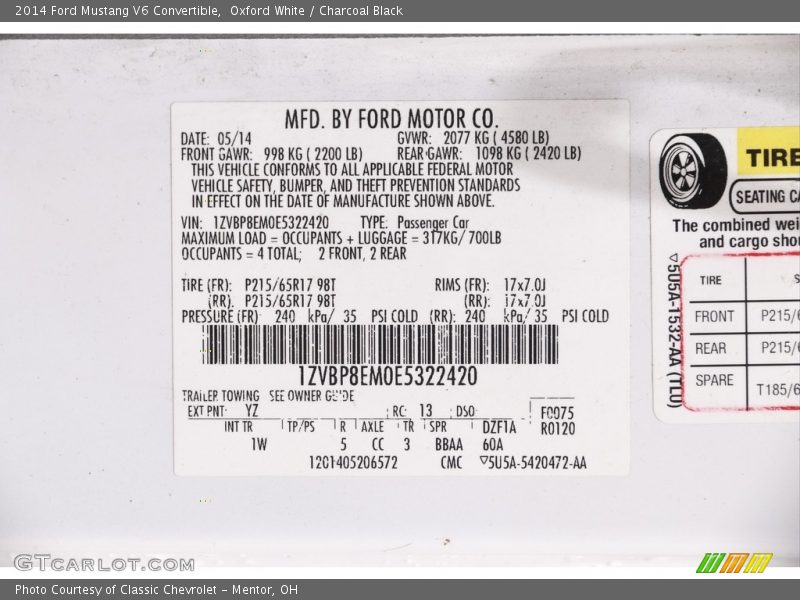 2014 Ford Mustang V6 Convertible, Oxford White / Charcoal Black
MFD. BY FORD MOTOR CO.
DATE: 05/14 GVWR: 2077 KG ( 4580 LB)
FRONT GAWR: 998 KG ( 2200 LB) REAR GAWR: 1098 KG ( 2420 LB)
THIS VEHICLE CONFORMS TO ALL APPLICABLE FEDERAL MOTOR
VEHICLE SAFETY, BUMPER, AND THEFT PREVENTION STANDARDS
IN EFFECT ON THE DATE OF MANUFACTURE SHOWN ABOVE.
VIN: 1ZVBP8EM0E5322420 TYPE: Passenger Car
MAXIMUM LOAD = OCCUPANTS + LUGGAGE = 317KG/ 700LB
OCCUPANTS = 4 TOTAL; 2 FRONT, 2 REAR
TIRE (FR): P215/65R17 98T RIMS (FR): 17x7.0J
(RR): P215/65R17 98T (RR): 17x7.0J
PRESSURE (FR) 240 kPa/ 35 PSI COLD (RR): 240 kPa/ 35 PSI COLD
1ZVBP8EM0E5322420
TRAILER TOWING SEE OWNER GUIDE
EXT PNT: YZ RC: 13 DSO: F0075
INT TR TP/PS R AXLE TR SPR DZF1A R0120
1W 5 CC 3 BBAA 60A
1201405206572 CMC ▽5U5A-5420472-AA
TIRE
SEATING CA
The combined wei
and cargo shou
▽5U5A-1532-AA (TL0)
TIRE S
FRONT P215/6
REAR P215/6
SPARE T185/6
GTCARLOT.COM
Photo Courtesy of Classic Chevrolet - Mentor, OH